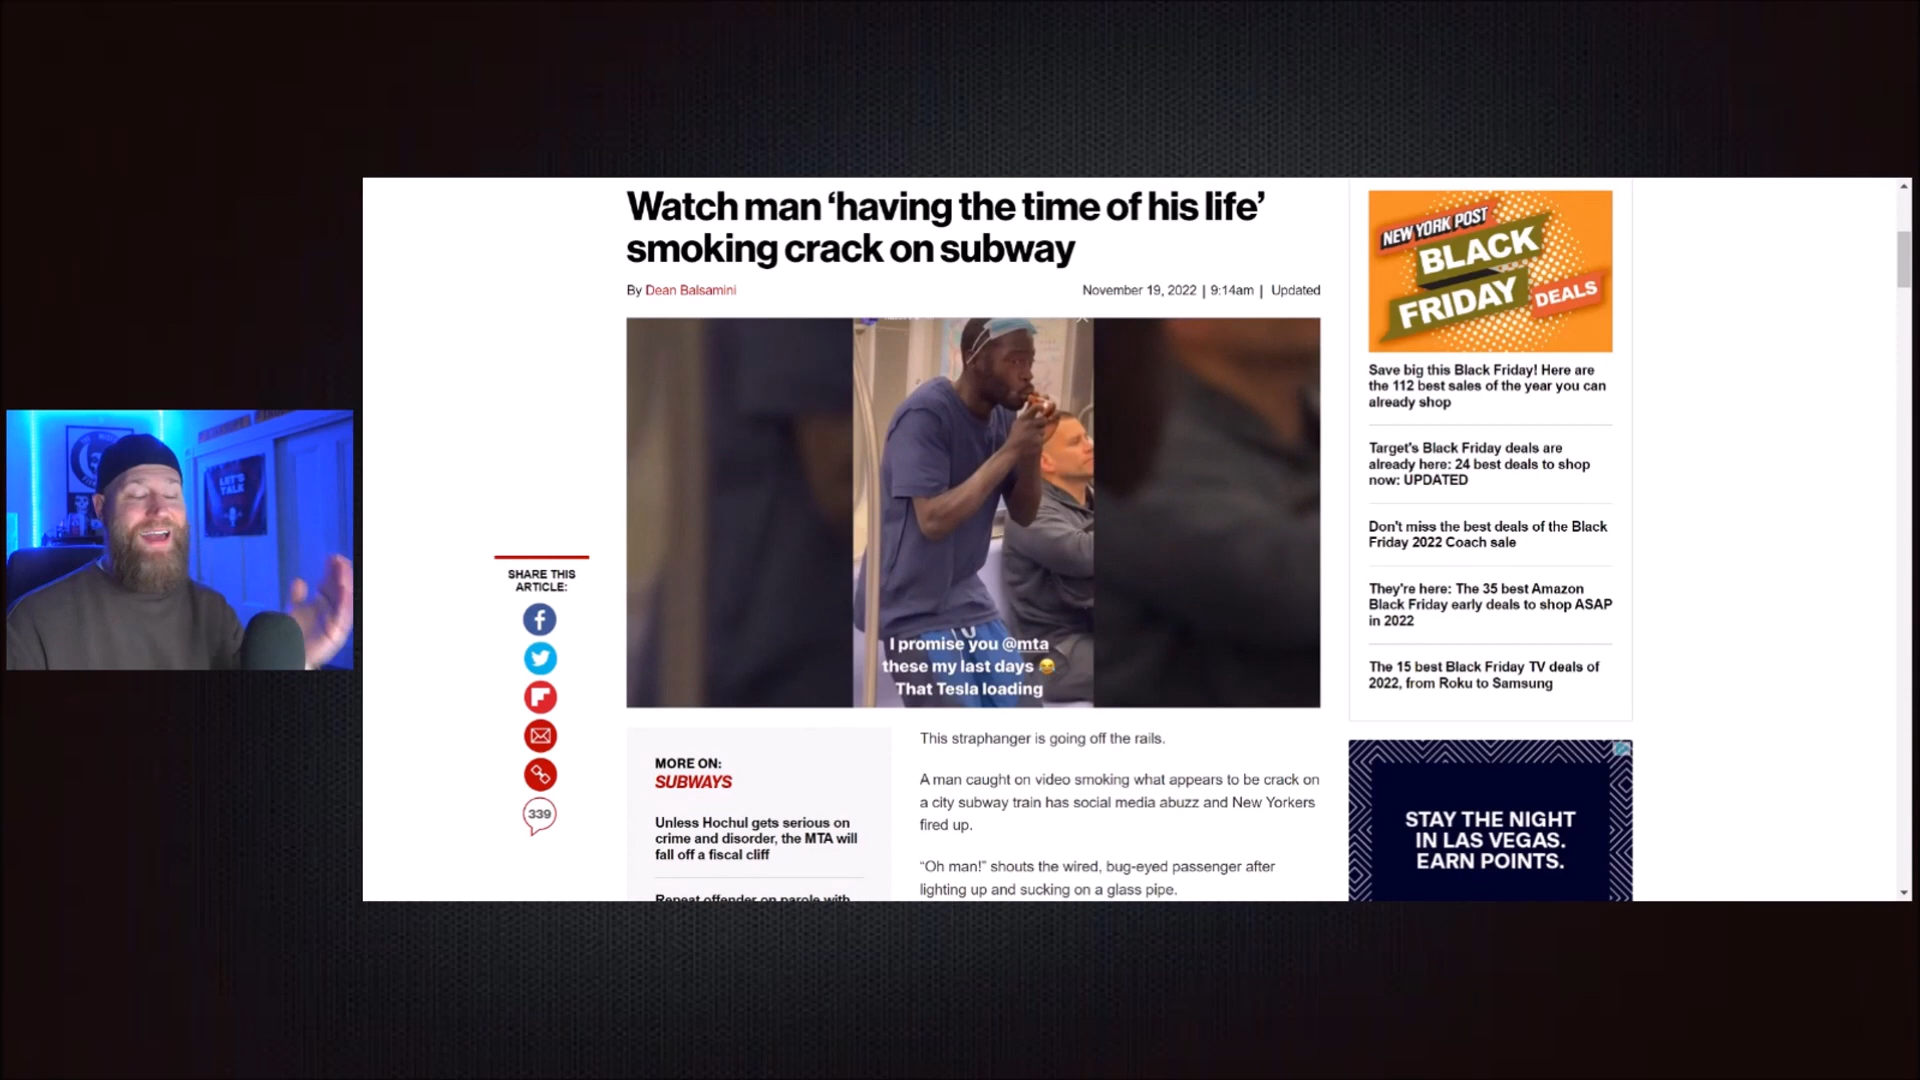 Watch man ‘having the time of his life’
smoking crack on subway
By Dean Balsamini
November 19, 2022 | 9:14am | Updated
I promise you @mta
these my last days 😂
That Tesla loading
LET'S
TALK
SHARE THIS
ARTICLE:
339
MORE ON:
SUBWAYS
Unless Hochul gets serious on
crime and disorder, the MTA will
fall off a fiscal cliff
Repeat offender on parole with
This straphanger is going off the rails.
A man caught on video smoking what appears to be crack on
a city subway train has social media abuzz and New Yorkers
fired up.
“Oh man!” shouts the wired, bug-eyed passenger after
lighting up and sucking on a glass pipe.
NEW YORK POST
BLACK
FRIDAY
DEALS
Save big this Black Friday! Here are
the 112 best sales of the year you can
already shop
Target's Black Friday deals are
already here: 24 best deals to shop
now: UPDATED
Don't miss the best deals of the Black
Friday 2022 Coach sale
They're here: The 35 best Amazon
Black Friday early deals to shop ASAP
in 2022
The 15 best Black Friday TV deals of
2022, from Roku to Samsung
STAY THE NIGHT
IN LAS VEGAS.
EARN POINTS.